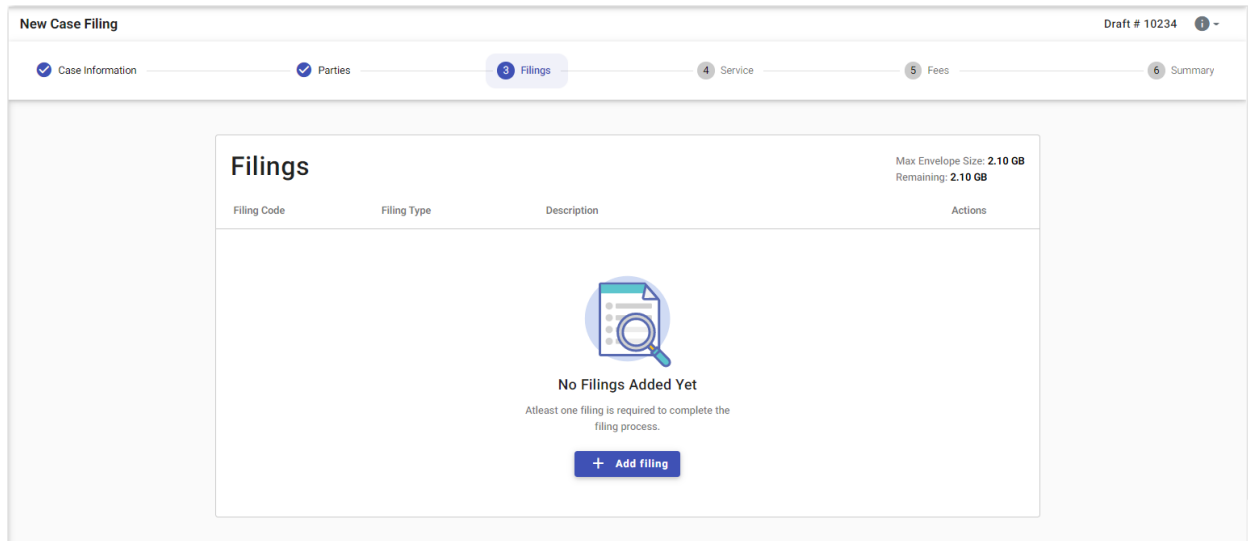 New Case Filing
Draft # 10234
Case Information
Parties
3 Filings
4 Service
5 Fees
6 Summary
Filings
Max Envelope Size: 2.10 GB
Remaining: 2.10 GB
Filing Code Filing Type Description Actions
No Filings Added Yet
Atleast one filing is required to complete the
filing process.
+ Add filing